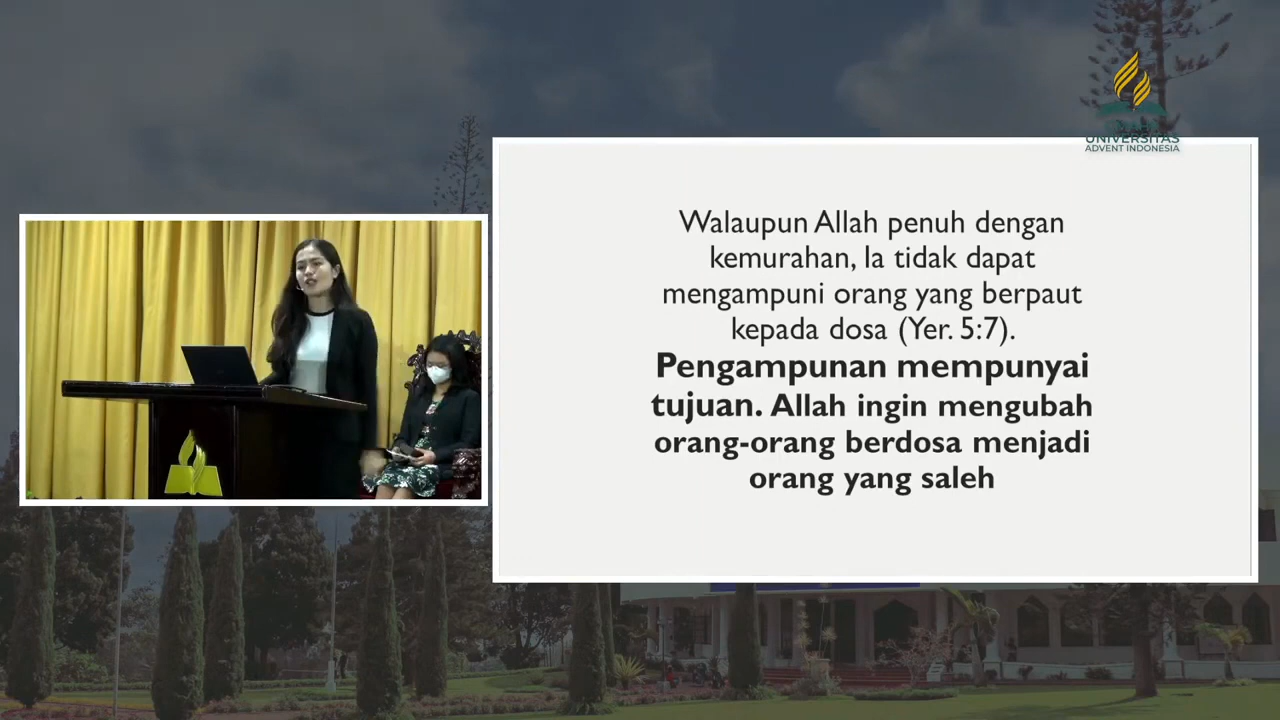 UNIVERSITAS
ADVENT INDONESIA
Walaupun Allah penuh dengan
kemurahan, Ia tidak dapat
mengampuni orang yang berpaut
kepada dosa (Yer. 5:7).
Pengampunan mempunyai
tujuan. Allah ingin mengubah
orang-orang berdosa menjadi
orang yang saleh